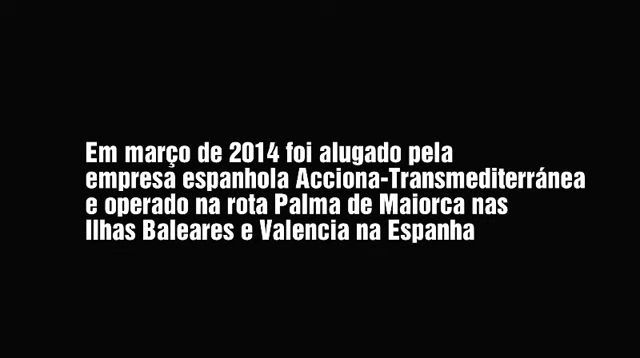 Em março de 2014 foi alugado pela
empresa espanhola Acciona-Transmediterránea
e operado na rota Palma de Maiorca nas
Ilhas Baleares e Valencia na Espanha